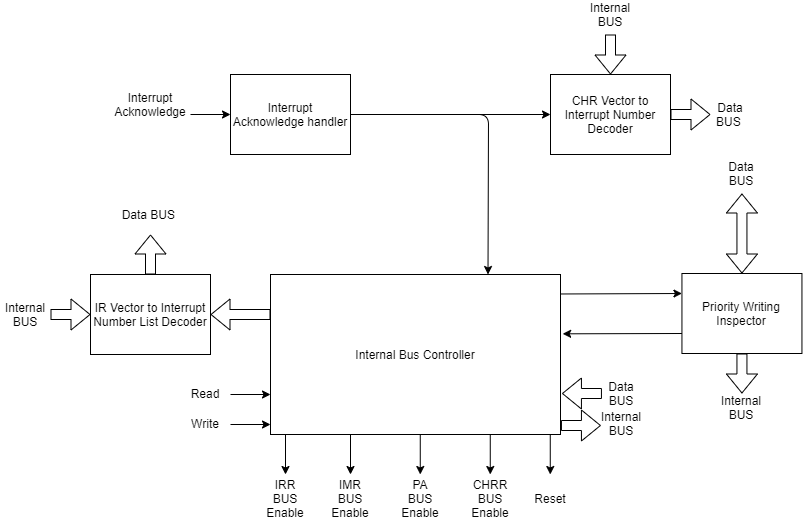 Internal
BUS
Interrupt
Acknowledge
Interrupt
Acknowledge handler
CHR Vector to
Interrupt Number
Decoder
Data
BUS
Data
BUS
Data BUS
Internal
BUS
IR Vector to Interrupt
Number List Decoder
Internal Bus Controller
Priority Writing
Inspector
Read
Write
Data
BUS
Internal
BUS
Internal
BUS
IRR
BUS
Enable
IMR
BUS
Enable
PA
BUS
Enable
CHRR
BUS
Enable
Reset